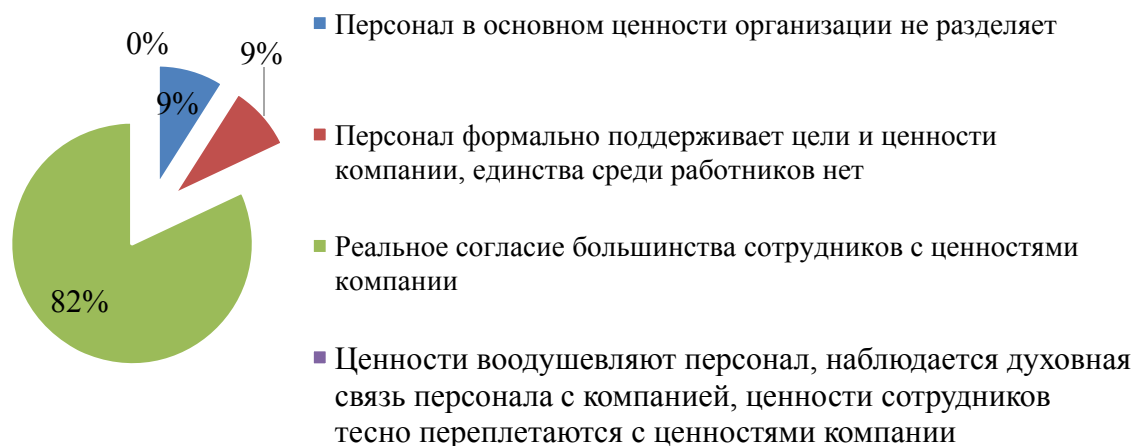 0%
9%
9%
82%
Персонал в основном ценности организации не разделяет
Персонал формально поддерживает цели и ценности
компании, единства среди работников нет
Реальное согласие большинства сотрудников с ценностями
компании
Ценности воодушевляют персонал, наблюдается духовная
связь персонала с компанией, ценности сотрудников
тесно переплетаются с ценностями компании